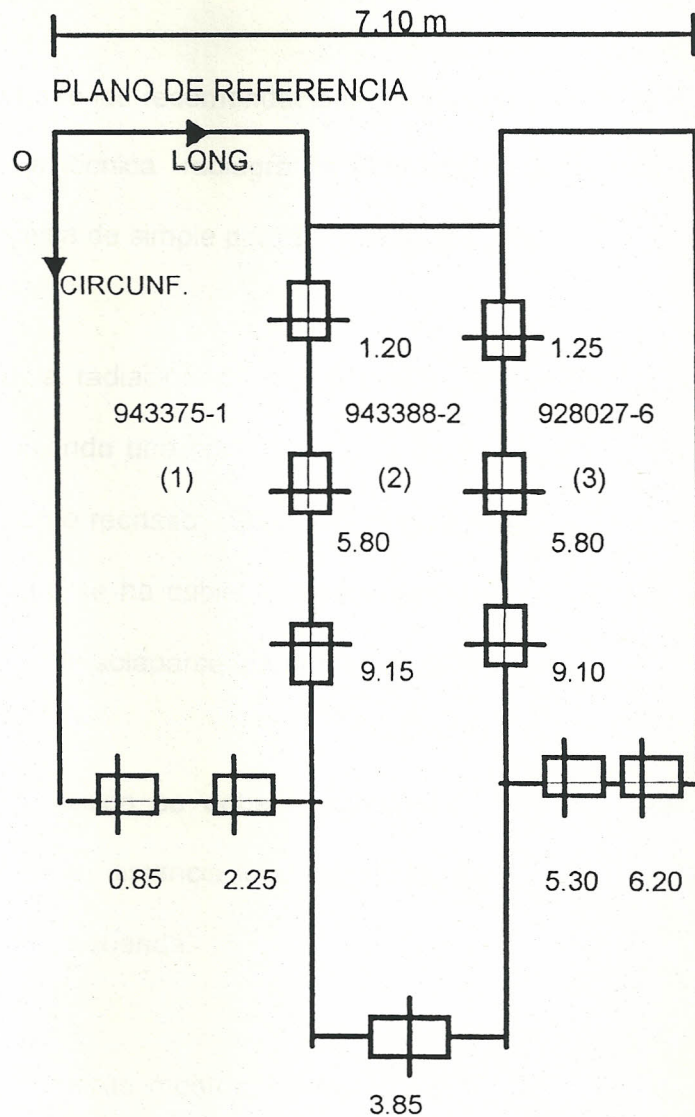 7.10 m
PLANO DE REFERENCIA
O LONG.
CIRCUNF.
1.20 1.25
943375-1 943388-2 928027-6
(1) (2) (3)
5.80 5.80
9.15 9.10
0.85 2.25 5.30 6.20
3.85